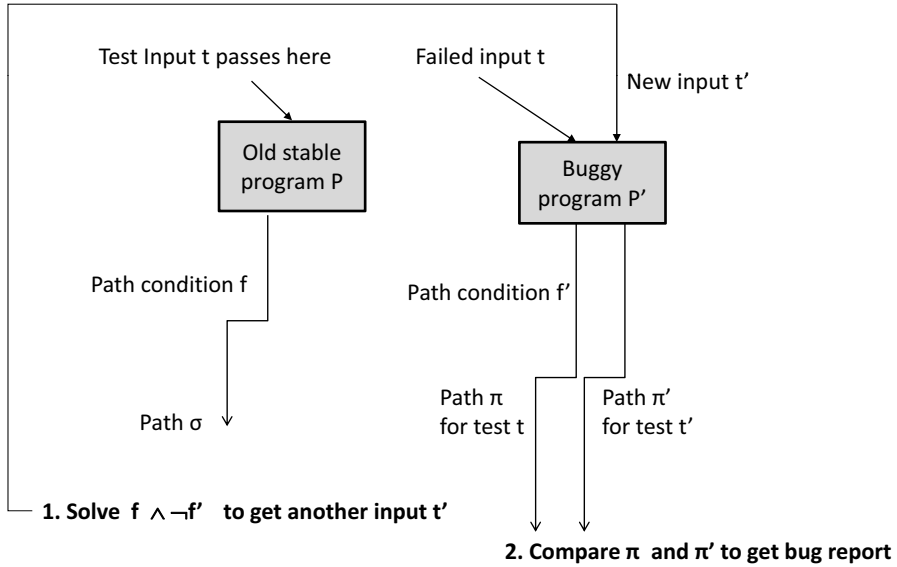 Test Input t passes here
Failed input t
New input t’
Old stable
program P
Buggy
program P’
Path condition f
Path condition f’
Path σ
Path π
for test t
Path π’
for test t’
1. Solve f ∧ ¬f’ to get another input t’
2. Compare π and π’ to get bug report